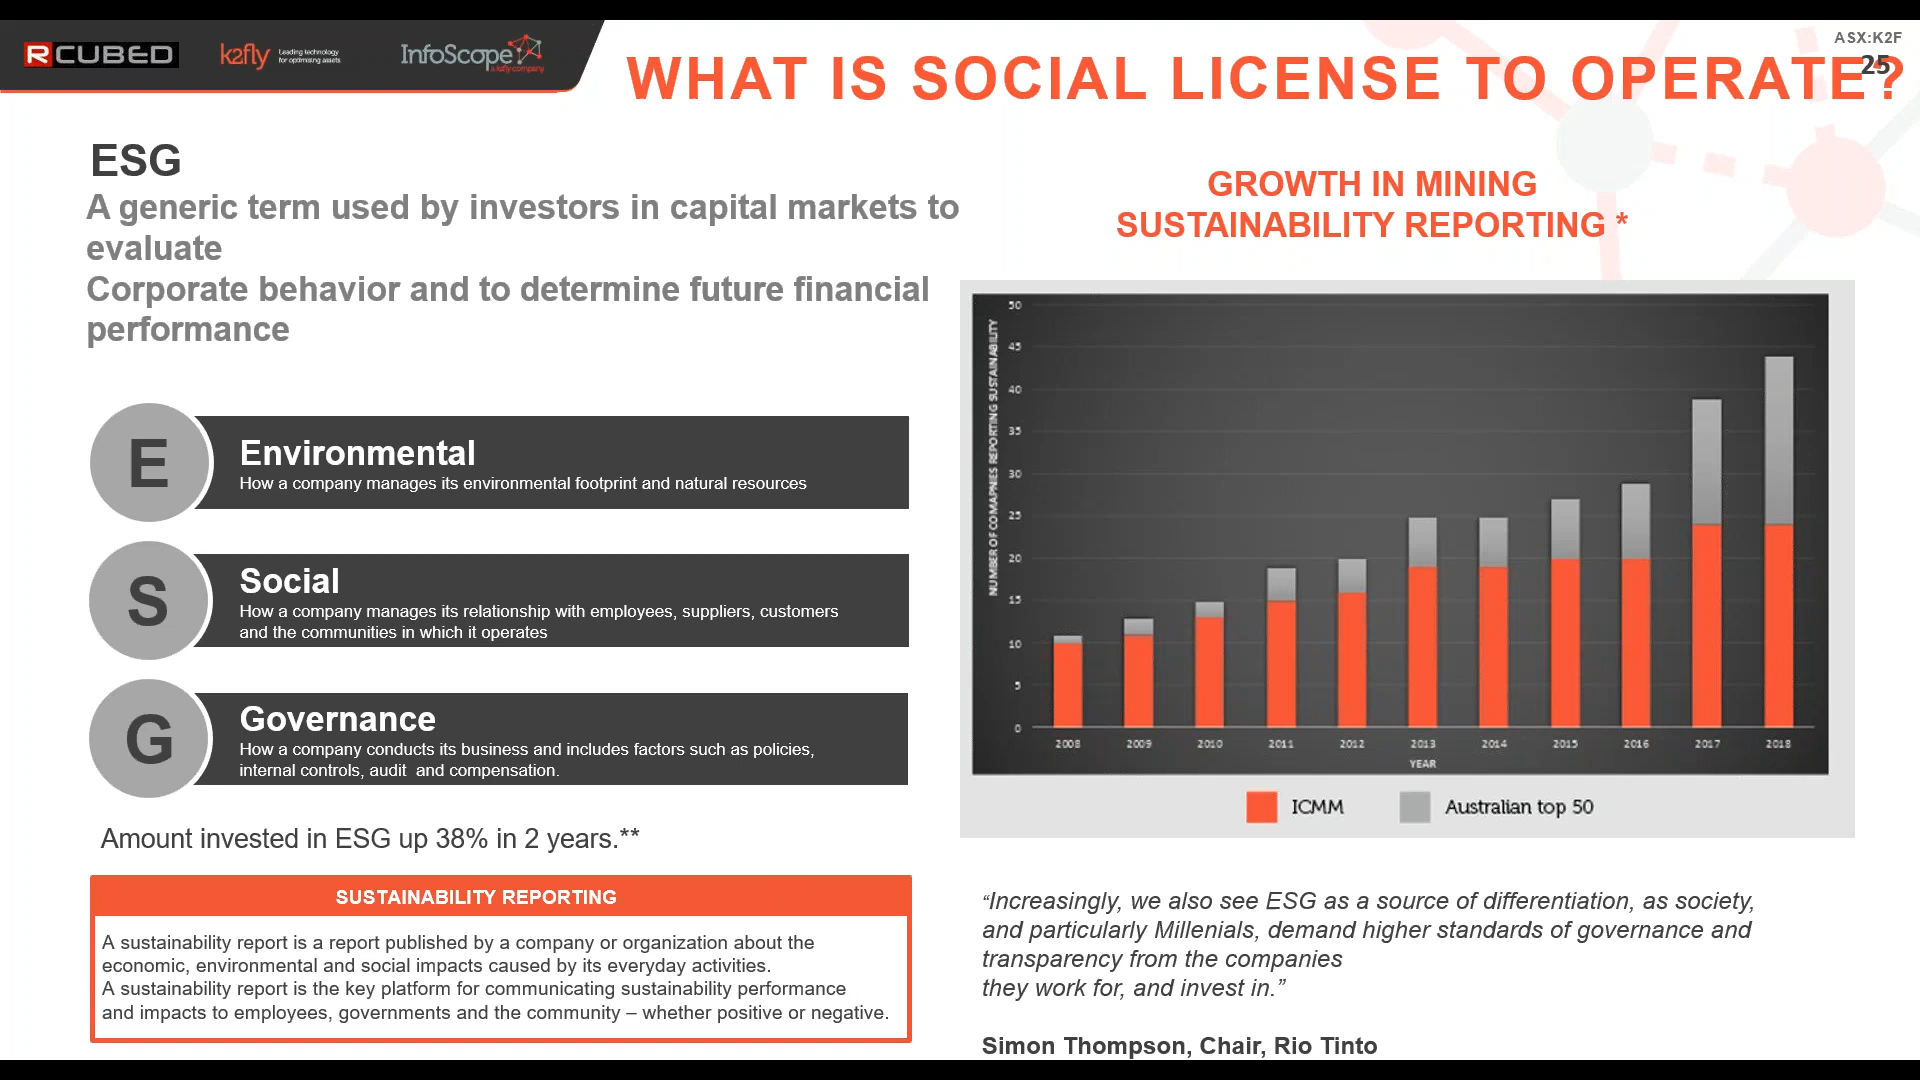 RCUBED
k2fly Leading technology
for optimising assets
InfoScope
a k2fly company
ASX:K2F
25
WHAT IS SOCIAL LICENSE TO OPERATE?
ESG
A generic term used by investors in capital markets to
evaluate
Corporate behavior and to determine future financial
performance
E
Environmental
How a company manages its environmental footprint and natural resources
S
Social
How a company manages its relationship with employees, suppliers, customers
and the communities in which it operates
G
Governance
How a company conducts its business and includes factors such as policies,
internal controls, audit and compensation.
Amount invested in ESG up 38% in 2 years.**
SUSTAINABILITY REPORTING
A sustainability report is a report published by a company or organization about the
economic, environmental and social impacts caused by its everyday activities.
A sustainability report is the key platform for communicating sustainability performance
and impacts to employees, governments and the community – whether positive or negative.
GROWTH IN MINING
SUSTAINABILITY REPORTING *
NUMBER OF COMAPNIES REPORTING SUSTAINABILITY
50
45
40
35
30
25
20
15
10
5
0
2008 2009 2010 2011 2012 2013 2014 2015 2016 2017 2018
YEAR
ICMM Australian top 50
“Increasingly, we also see ESG as a source of differentiation, as society,
and particularly Millenials, demand higher standards of governance and
transparency from the companies
they work for, and invest in.”
Simon Thompson, Chair, Rio Tinto